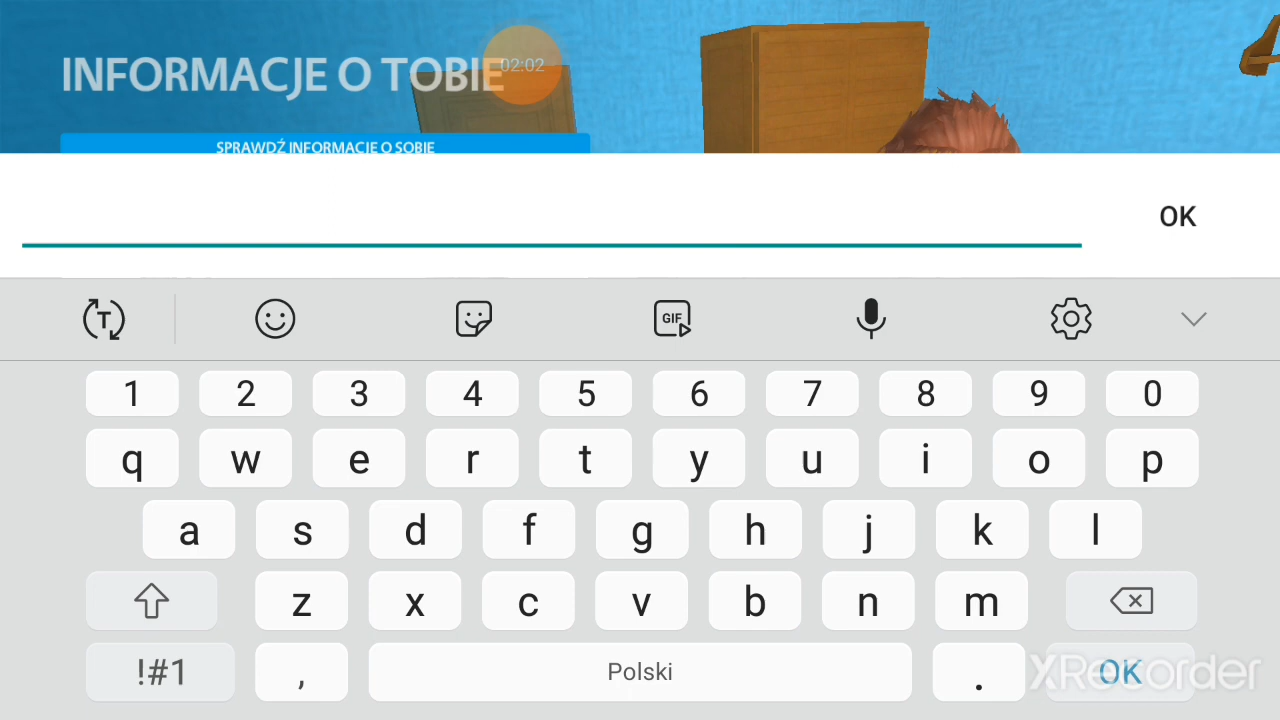 INFORMACJE O TOBIE
02:02
SPRAWDŹ INFORMACJE O SOBIE
OK
T
GIF
1 2 3 4 5 6 7 8 9 0
q w e r t y u i o p
a s d f g h j k l
z x c v b n m
!#1 , Polski . OK
XRecorder